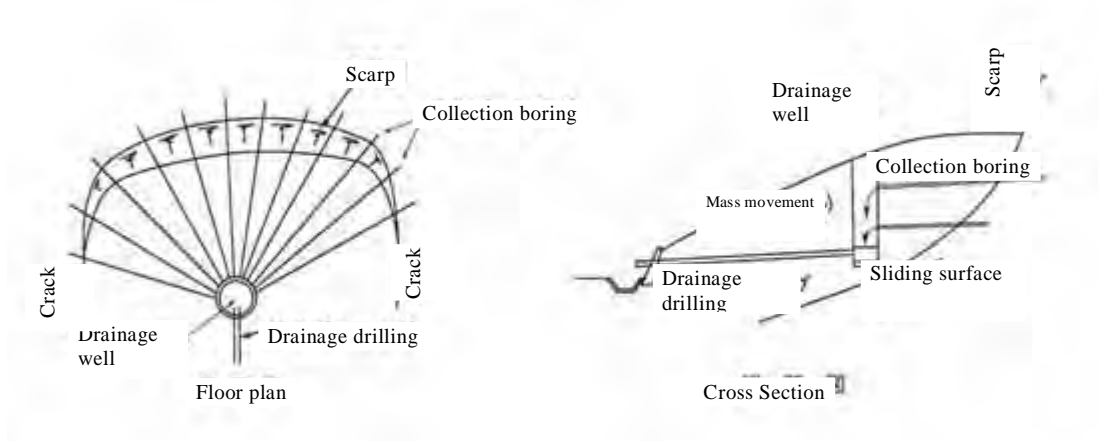 Scarp
Collection boring
Crack
Crack
Drainage
well
Drainage drilling
Floor plan
Scarp
Drainage
well
Collection boring
Mass movement
Sliding surface
Drainage
drilling
Cross Section